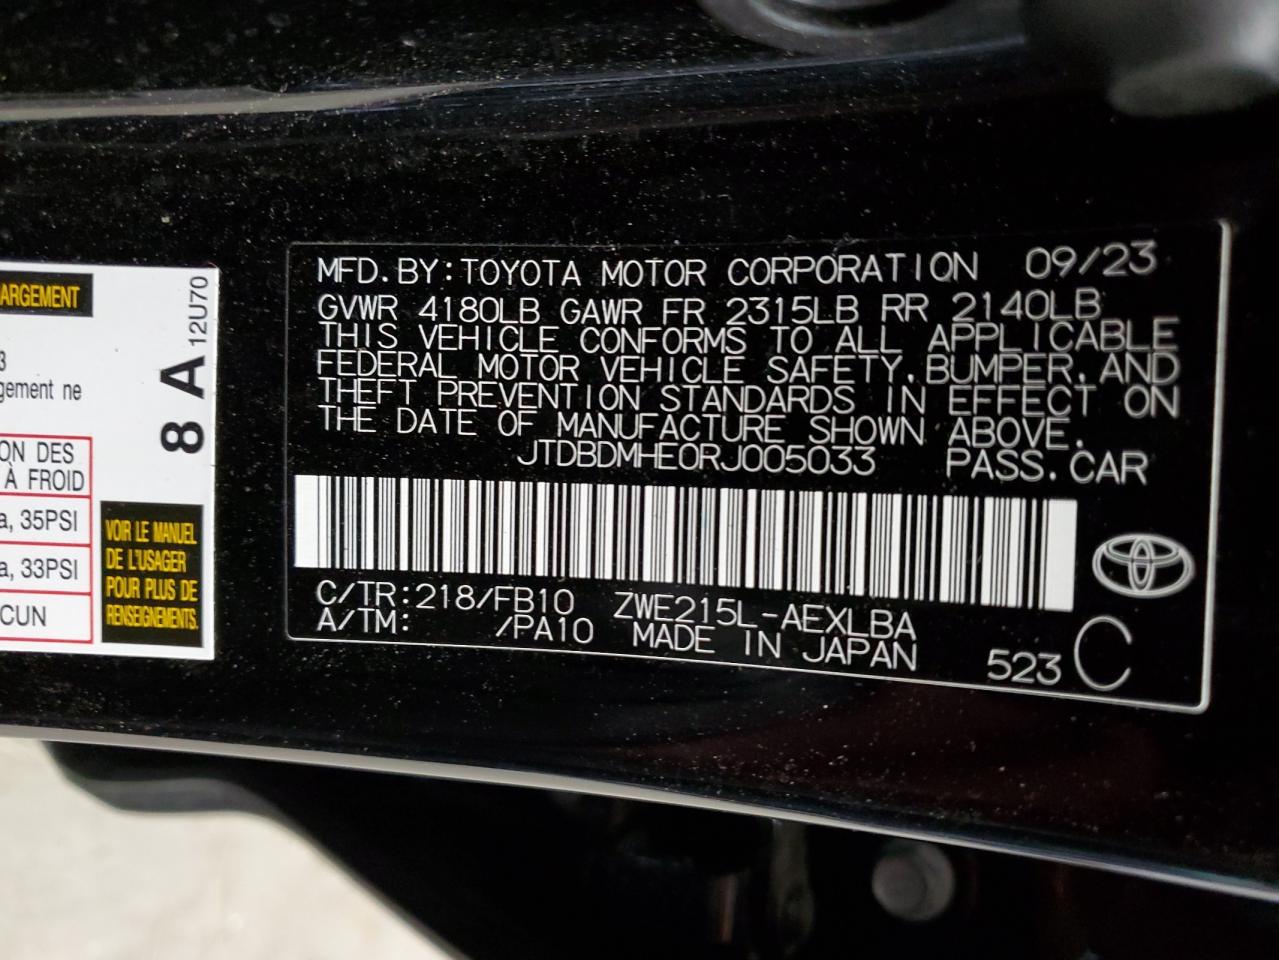 ARGEMENT
3
gement ne
ON DES
À FROID
a, 35PSI
a, 33PSI
CUN
8 A 12U70
VOIR LE MANUEL
DE L'USAGER
POUR PLUS DE
RENSEIGNEMENTS.
MFD.BY:TOYOTA MOTOR CORPORATION 09/23
GVWR 4180LB GAWR FR 2315LB RR 2140LB
THIS VEHICLE CONFORMS TO ALL APPLICABLE
FEDERAL MOTOR VEHICLE SAFETY,BUMPER,AND
THEFT PREVENTION STANDARDS IN EFFECT ON
THE DATE OF MANUFACTURE SHOWN ABOVE.
JTDBDMHE0RJ005033 PASS.CAR
C/TR:218/FB10 ZWE215L-AEXLBA
A/TM: /PA10 MADE IN JAPAN 523 C